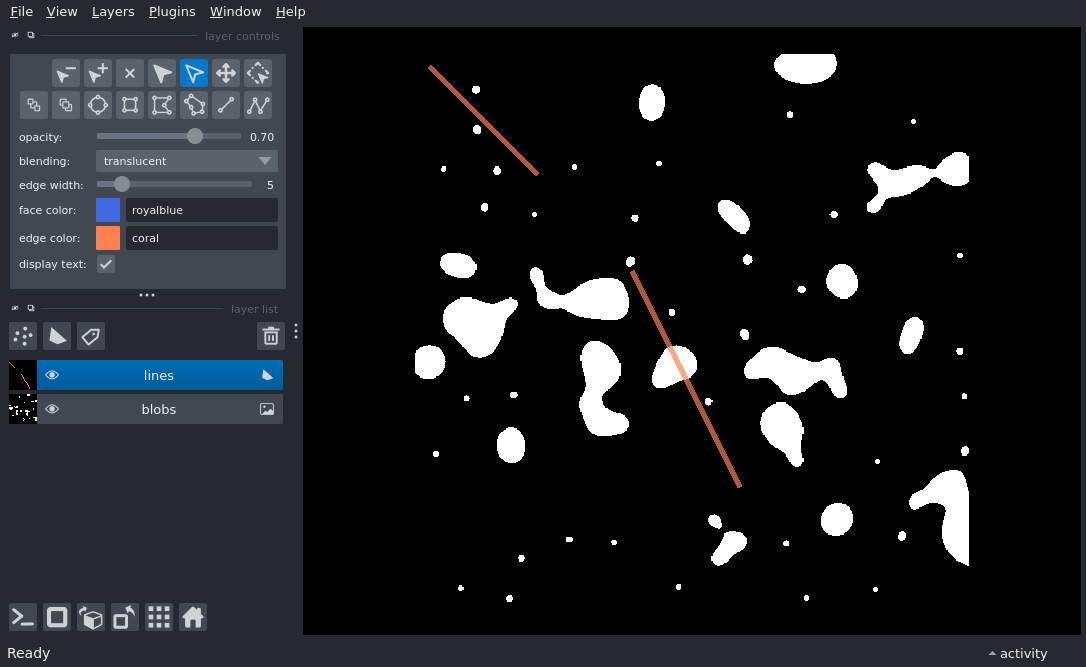 File View Layers Plugins Window Help
layer controls
opacity: 0.70
blending: translucent
edge width: 5
face color: royalblue
edge color: coral
display text:
layer list
lines
blobs
Ready
activity